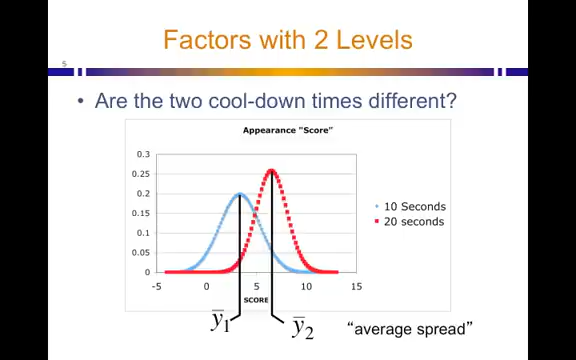 Factors with 2 Levels
5
• Are the two cool-down times different?
Appearance "Score"
0.3
0.25
0.2
0.15
0.1
0.05
0
-5 0 5 10 15
SCORE
10 Seconds
20 seconds
y̅₁ y̅₂
“average spread”